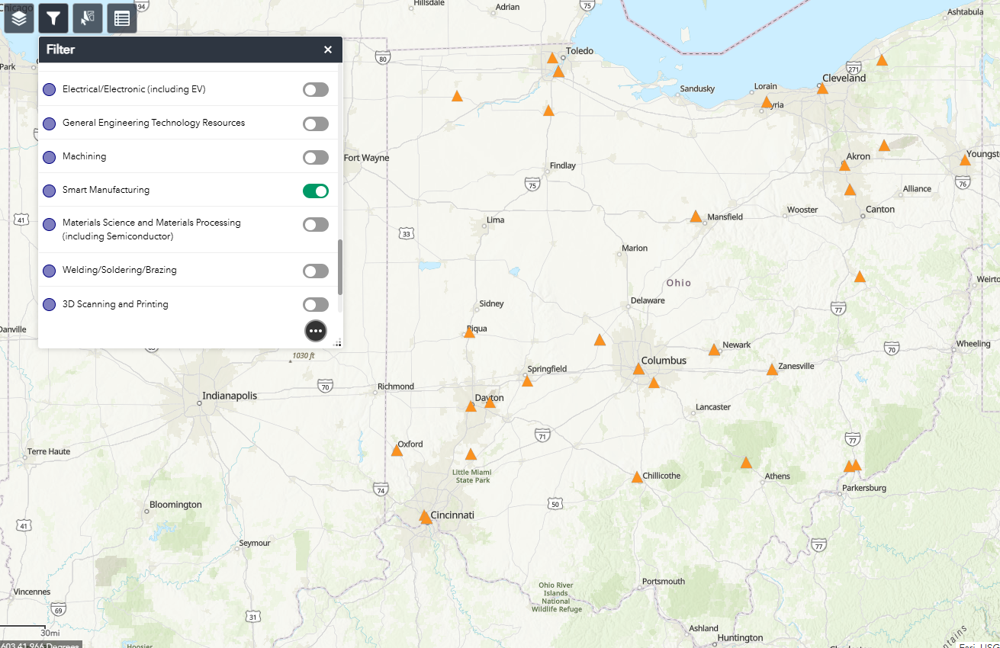 Chicago
94
Hillsdale
Adrian
75
Ashtabula
Filter
×
80
Toledo
Park
271
Cleveland
Electrical/Electronic (including EV)
Sandusky
Lorain
yria
General Engineering Technology Resources
Machining
Fort Wayne
Akron
Youngst
Findlay
75
76
Smart Manufacturing
Alliance
41
Materials Science and Materials Processing
(including Semiconductor)
Lima
33
Mansfield
Wooster
Canton
Marion
Welding/Soldering/Brazing
Ohio
Weirto
3D Scanning and Printing
Sidney
Delaware
77
Danville
Piqua
Newark
70
Wheeling
1030 ft
Columbus
Springfield
Zanesville
70
Richmond
Indianapolis
Dayton
Lancaster
71
77
Terre Haute
Oxford
Little Miami
State Park
Chillicothe
Athens
74
Parkersburg
Bloomington
50
Cincinnati
41
Seymour
77
Portsmouth
Ohio River
Islands
National
Wildlife Refuge
Vincennes
69
31
30mi
Ashland
Huntington
603 41.966 Degrees
Hoosier
Charleston
ntains
Esri, USG